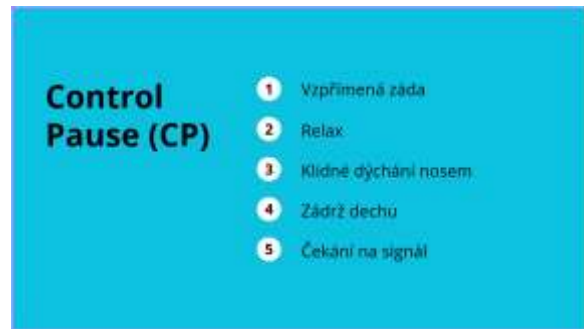 Control
Pause (CP)
1 Vzpřímená záda
2 Relax
3 Klidné dýchání nosem
4 Zádrž dechu
5 Čekání na signál